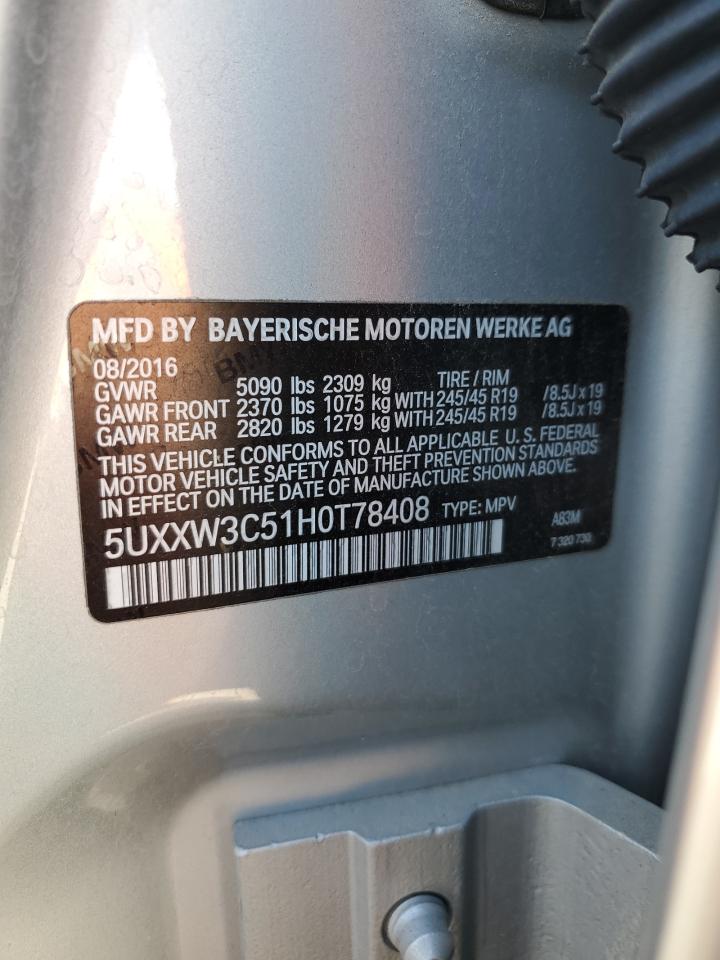 MFD BY BAYERISCHE MOTOREN WERKE AG
08/2016
GVWR 5090 lbs 2309 kg TIRE / RIM
GAWR FRONT 2370 lbs 1075 kg WITH 245/45 R19 /8.5J x 19
GAWR REAR 2820 lbs 1279 kg WITH 245/45 R19 /8.5J x 19
THIS VEHICLE CONFORMS TO ALL APPLICABLE U. S. FEDERAL
MOTOR VEHICLE SAFETY AND THEFT PREVENTION STANDARDS
IN EFFECT ON THE DATE OF MANUFACTURE SHOWN ABOVE.
5UXXW3C51H0T78408 TYPE: MPV A83M
7 320 730